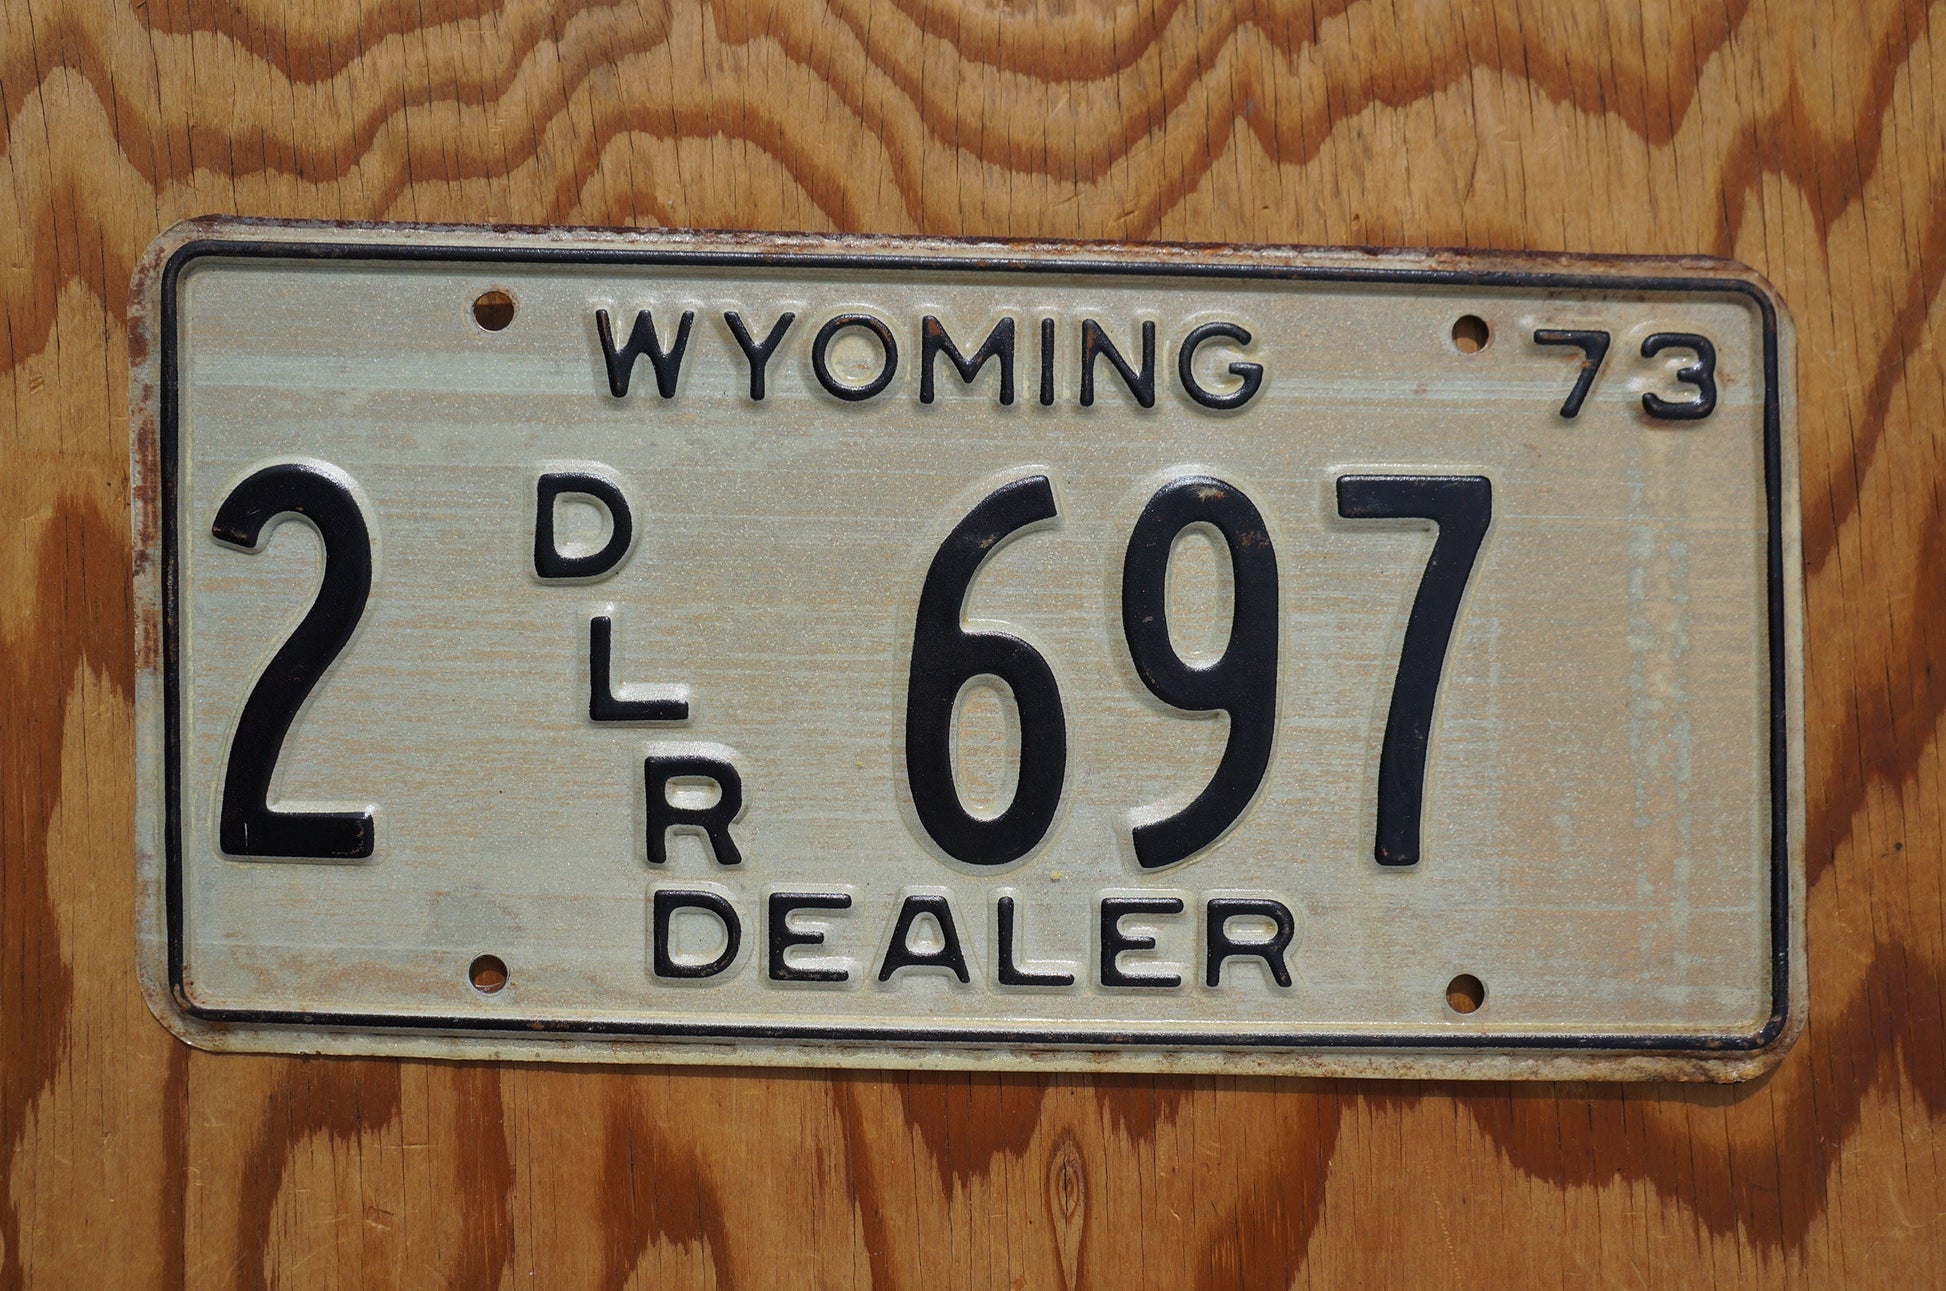 WYOMING 73
2 DLR 697
DEALER